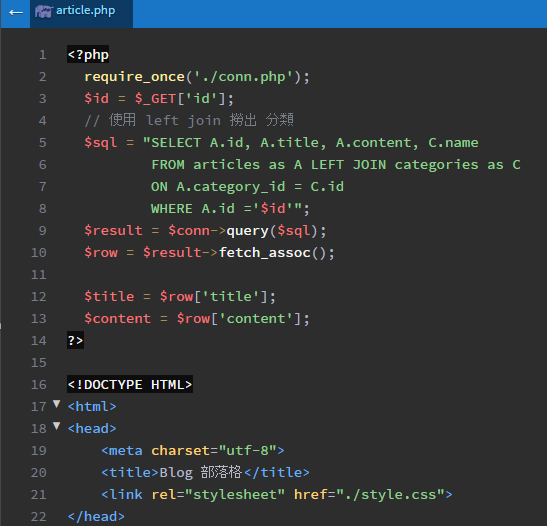 ← article.php
1 <?php
2 require_once('./conn.php');
3 $id = $_GET['id'];
4 // 使用 left join 撈出 分類
5 $sql = "SELECT A.id, A.title, A.content, C.name
6 FROM articles as A LEFT JOIN categories as C
7 ON A.category_id = C.id
8 WHERE A.id ='$id'";
9 $result = $conn->query($sql);
10 $row = $result->fetch_assoc();
11
12 $title = $row['title'];
13 $content = $row['content'];
14 ?>
15
16 <!DOCTYPE HTML>
17 <html>
18 <head>
19 <meta charset="utf-8">
20 <title>Blog 部落格</title>
21 <link rel="stylesheet" href="./style.css">
22 </head>